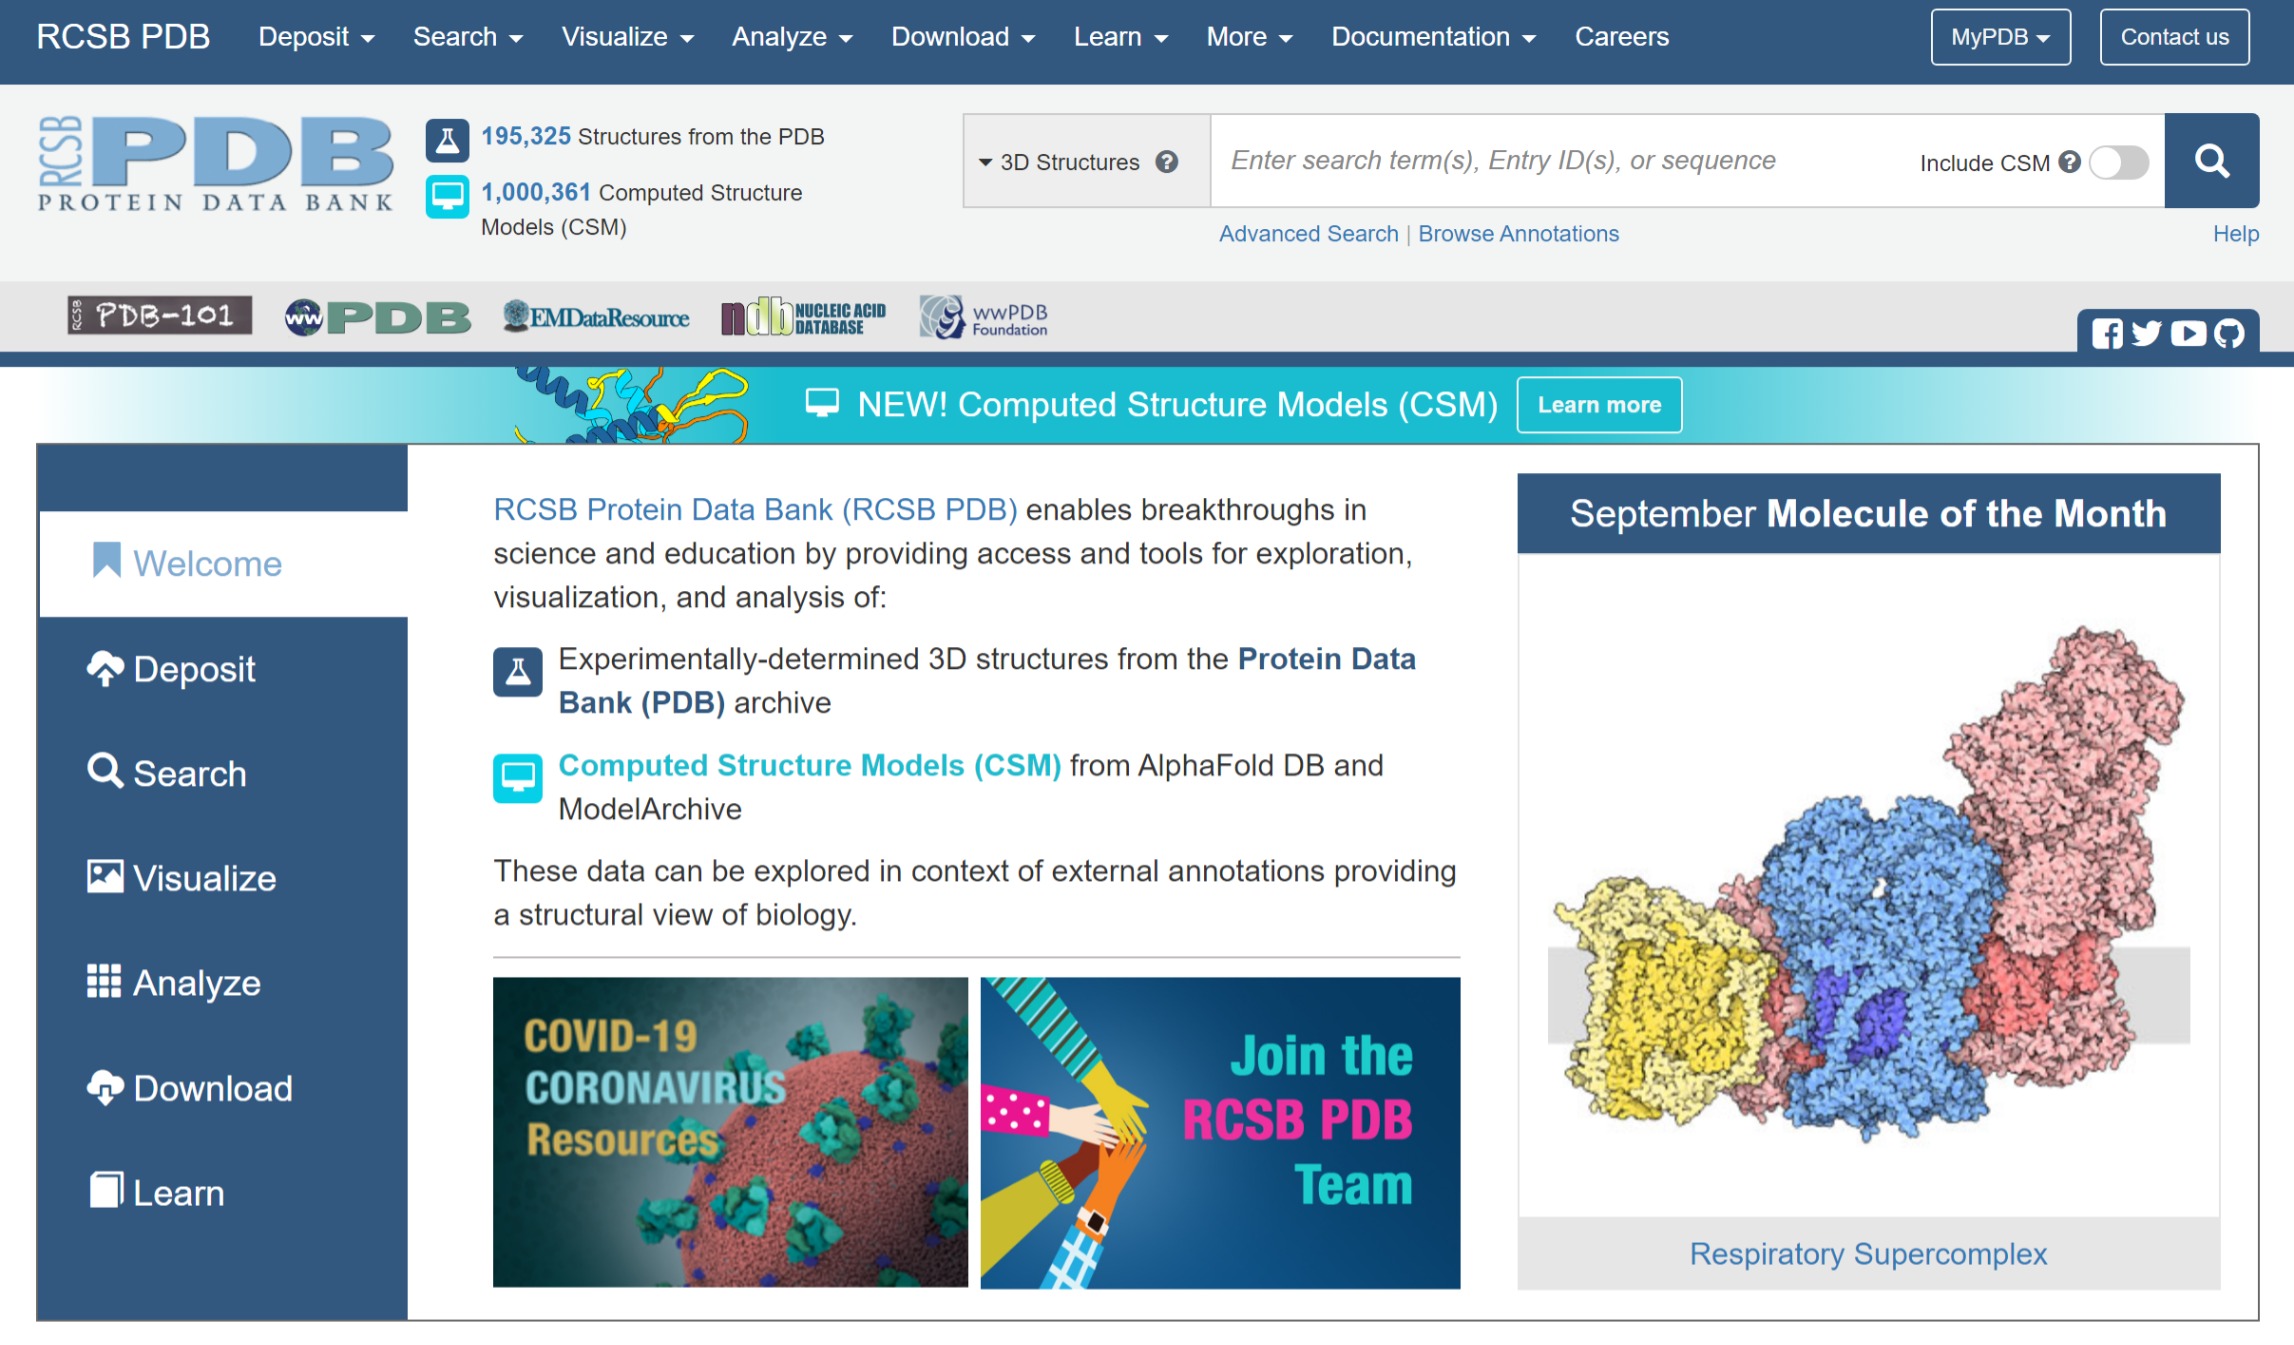 RCSB PDB Deposit Search Visualize Analyze Download Learn More Documentation Careers MyPDB Contact us
RCSB PDB
PROTEIN DATA BANK
195,325 Structures from the PDB
1,000,361 Computed Structure
Models (CSM)
3D Structures ? Enter search term(s), Entry ID(s), or sequence Include CSM ?
Advanced Search | Browse Annotations Help
RCSB PDB-101
wwPDB
EMDataResource
ndb NUCLEIC ACID
DATABASE
wwPDB
Foundation
NEW! Computed Structure Models (CSM) Learn more
Welcome
Deposit
Search
Visualize
Analyze
Download
Learn
RCSB Protein Data Bank (RCSB PDB) enables breakthroughs in
science and education by providing access and tools for exploration,
visualization, and analysis of:
Experimentally-determined 3D structures from the Protein Data
Bank (PDB) archive
Computed Structure Models (CSM) from AlphaFold DB and
ModelArchive
These data can be explored in context of external annotations providing
a structural view of biology.
COVID-19
CORONAVIRUS
Resources
Join the
RCSB PDB
Team
September Molecule of the Month
Respiratory Supercomplex